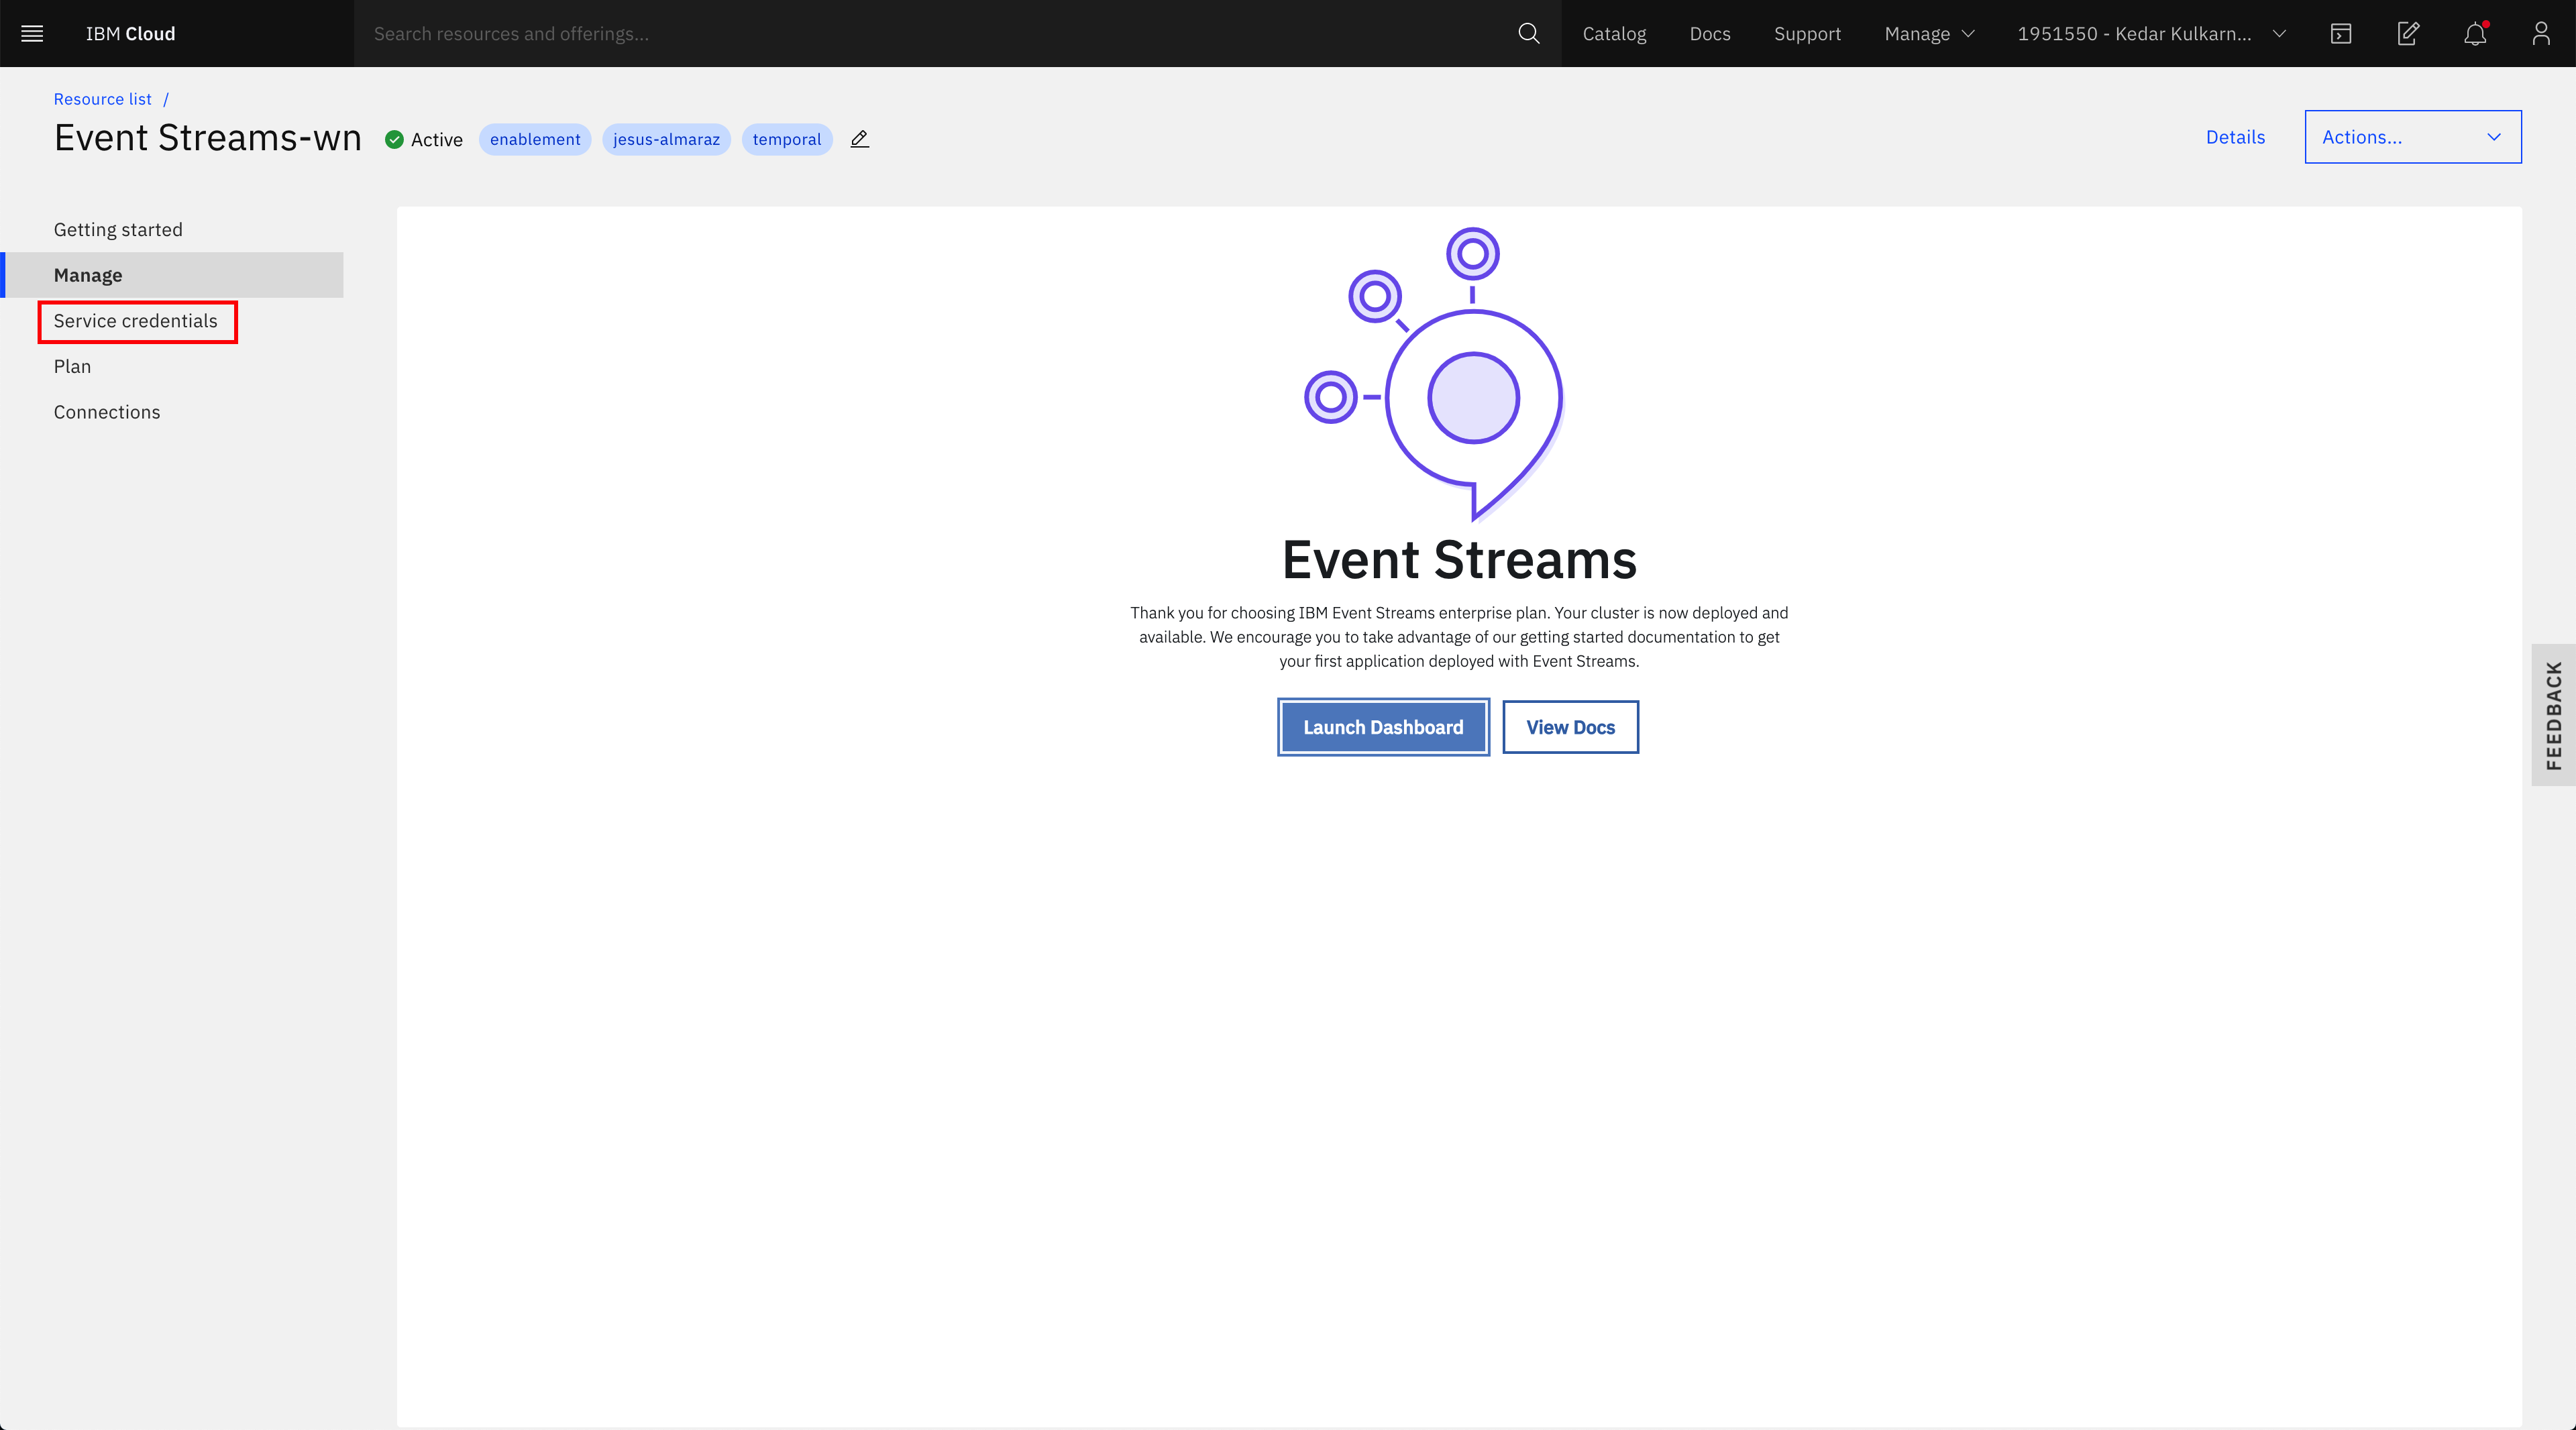 IBM Cloud
Search resources and offerings...
Catalog
Docs
Support
Manage
1951550 - Kedar Kulkarn...
Resource list /
Event Streams-wn
Active
enablement
jesus-almaraz
temporal
Details
Actions...
Getting started
Manage
Service credentials
Plan
Connections
Event Streams
Thank you for choosing IBM Event Streams enterprise plan. Your cluster is now deployed and
available. We encourage you to take advantage of our getting started documentation to get
your first application deployed with Event Streams.
Launch Dashboard
View Docs
FEEDBACK